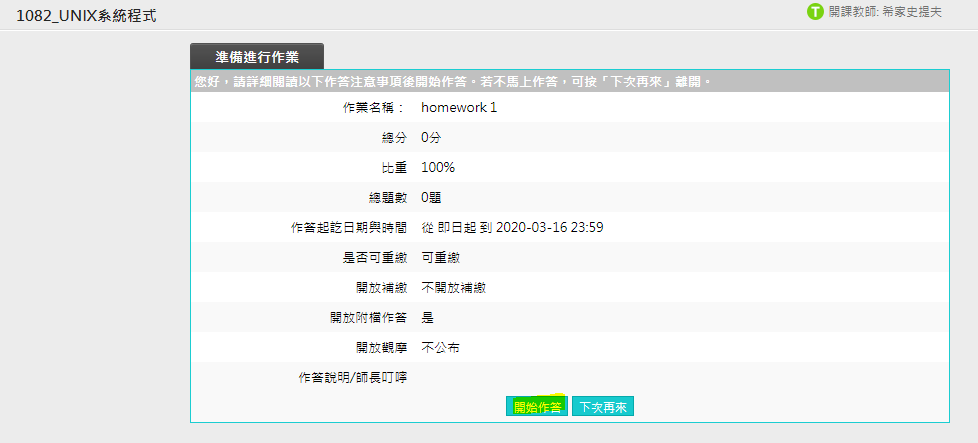 1082_UNIX系統程式
T 開課教師: 希家史提夫
準備進行作業
您好，請詳細閱讀以下作答注意事項後開始作答。若不馬上作答，可按「下次再來」離開。
作業名稱： homework 1
總分 0分
比重 100%
總題數 0題
作答起訖日期與時間 從 即日起 到 2020-03-16 23:59
是否可重繳 可重繳
開放補繳 不開放補繳
開放附檔作答 是
開放觀摩 不公布
作答說明/師長叮嚀
開始作答 下次再來